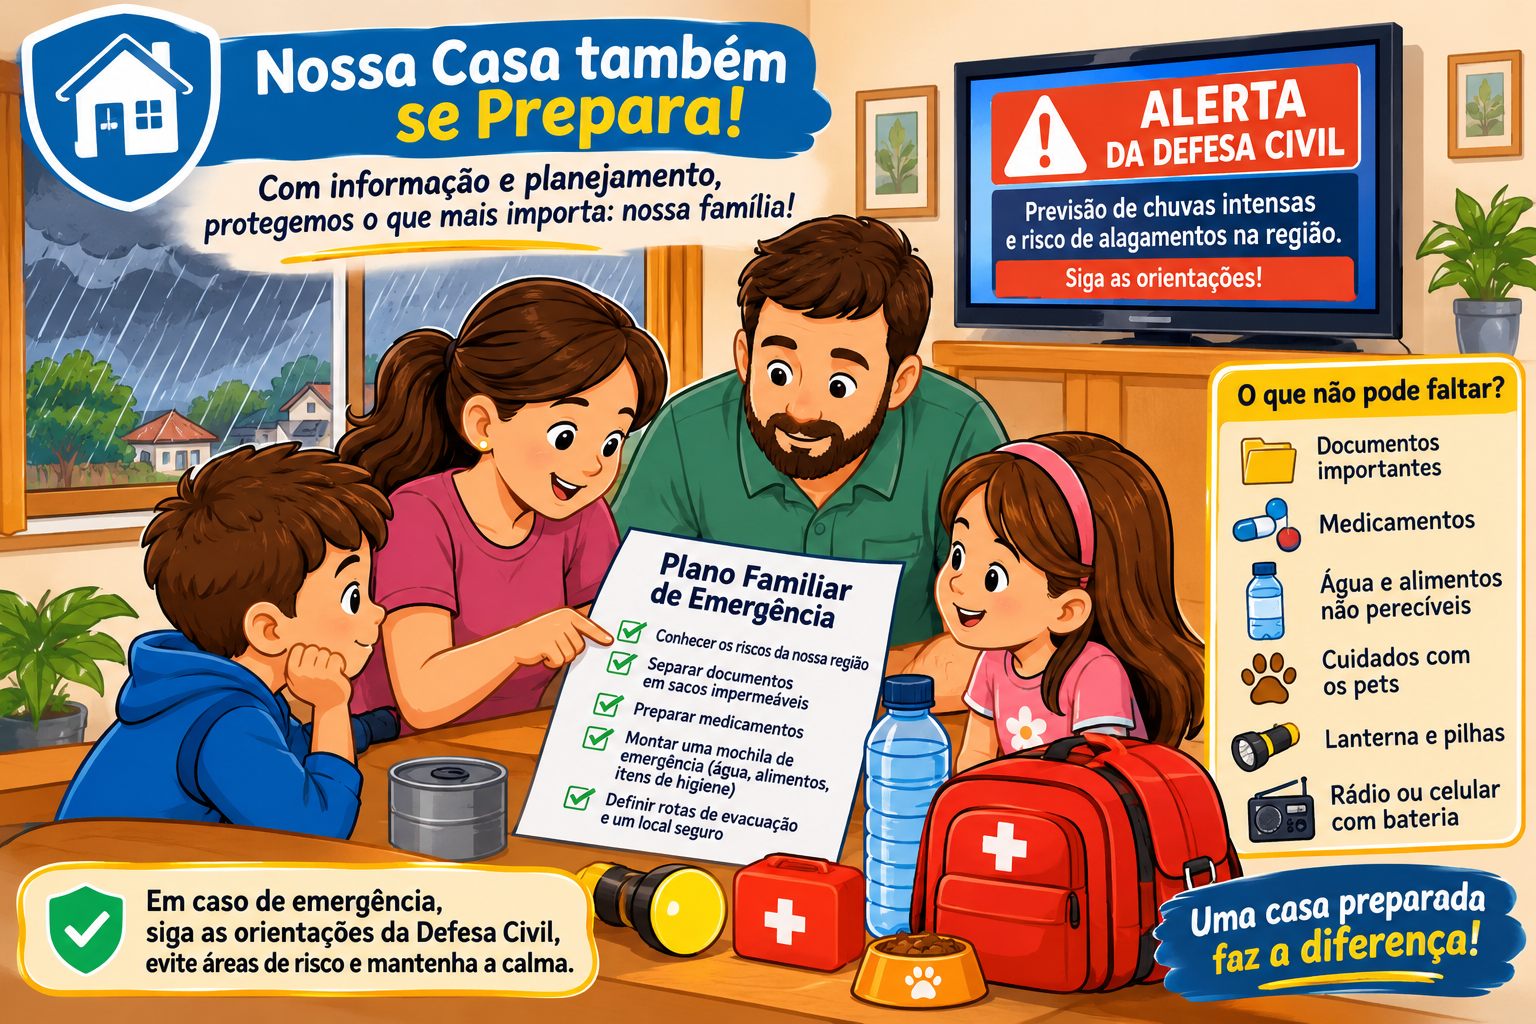 Nossa Casa também
se Prepara!
Com informação e planejamento,
protegemos o que mais importa: nossa família!
ALERTA
DA DEFESA CIVIL
Previsão de chuvas intensas
e risco de alagamentos na região.
Siga as orientações!
O que não pode faltar?
Documentos
importantes
Medicamentos
Água e alimentos
não perecíveis
Cuidados com
os pets
Lanterna e pilhas
Rádio ou celular
com bateria
Plano Familiar
de Emergência
Conhecer os riscos da nossa região
Separar documentos
em sacos impermeáveis
Preparar medicamentos
Montar uma mochila de
emergência (água, alimentos,
itens de higiene)
Definir rotas de evacuação
e um local seguro
Em caso de emergência,
siga as orientações da Defesa Civil,
evite áreas de risco e mantenha a calma.
Uma casa preparada
faz a diferença!